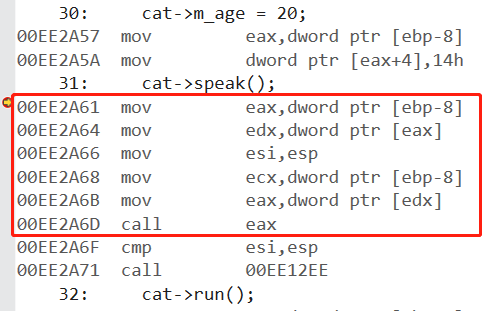 30: cat->m_age = 20;
00EE2A57 mov eax,dword ptr [ebp-8]
00EE2A5A mov dword ptr [eax+4],14h
31: cat->speak();
00EE2A61 mov eax,dword ptr [ebp-8]
00EE2A64 mov edx,dword ptr [eax]
00EE2A66 mov esi,esp
00EE2A68 mov ecx,dword ptr [ebp-8]
00EE2A6B mov eax,dword ptr [edx]
00EE2A6D call eax
00EE2A6F cmp esi,esp
00EE2A71 call 00EE12EE
32: cat->run();